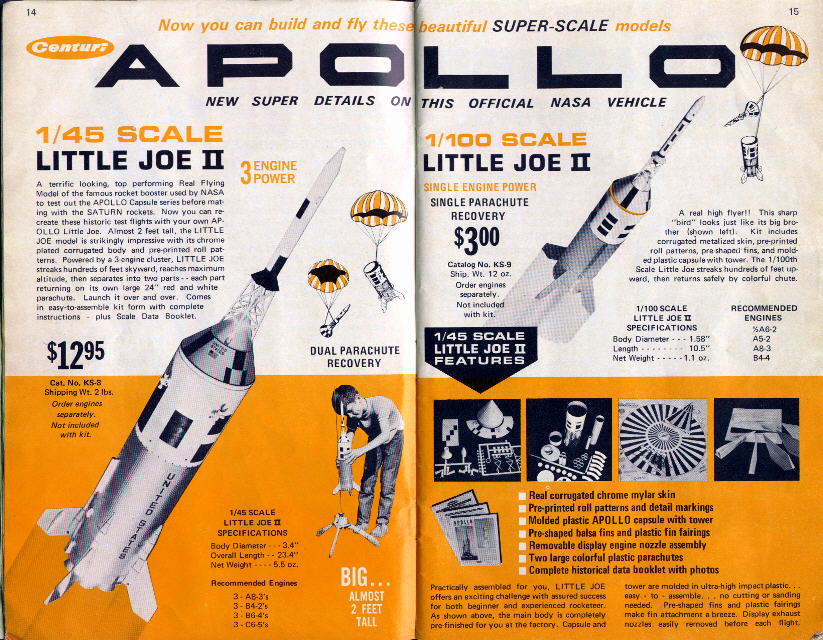 14
15
Now you can build and fly these beautiful SUPER-SCALE models
Centuri
APOLLO
NEW SUPER DETAILS ON THIS OFFICIAL NASA VEHICLE
1/45 SCALE
LITTLE JOE II
A terrific looking, top performing Real Flying
Model of the famous rocket booster used by NASA
to test out the APOLLO Capsule series before mat-
ing with the SATURN rockets. Now you can re-
create these historic test flights with your own AP-
OLLO Little Joe. Almost 2 feet tall, the LITTLE
JOE model is strikingly impressive with its chrome
plated corrugated body and pre-printed roll pat-
terns. Powered by a 3 engine cluster, LITTLE JOE
streaks hundreds of feet skyward, reaches maximum
altitude, then separates into two parts - - each part
returning on its own large 24" red and white
parachute. Launch it over and over. Comes
in easy-to-assemble kit form with complete
instructions - plus Scale Data Booklet.
3 ENGINE
POWER
$12.95
Cat. No. KS-8
Shipping Wt. 2 lbs.
Order engines
separately.
Not included
with kit.
DUAL PARACHUTE
RECOVERY
UNITED STATES
1/45 SCALE
LITTLE JOE II
SPECIFICATIONS
Body Diameter - - - 3.4"
Overall Length - - 23.4"
Net Weight - - - - 5.5 oz.
Recommended Engines
3 - A8-3's
3 - B4-2's
3 - B6-4's
3 - C6-5's
BIG...
ALMOST
2 FEET
TALL
1/100 SCALE
LITTLE JOE II
SINGLE ENGINE POWER
SINGLE PARACHUTE
RECOVERY
$3.00
Catalog No. KS-9
Ship. Wt. 12 oz.
Order engines
separately.
Not included
with kit.
A real high flyer!! This sharp
"bird" looks just like its big bro-
ther (shown left). Kit includes
corrugated metalized skin, pre-printed
roll patterns, pre-shaped fins, and mold-
ed plastic capsule with tower. The 1/100th
Scale Little Joe streaks hundreds of feet up-
ward, then returns safely by colorful chute.
1/100 SCALE
LITTLE JOE II
SPECIFICATIONS
Body Diameter - - - 1.58"
Length - - - - - - - - 10.5"
Net Weight - - - - - 1.1 oz.
RECOMMENDED
ENGINES
½A6-2
A5-2
A8-3
B4-4
1/45 SCALE
LITTLE JOE II
FEATURES
APOLLO
Real corrugated chrome mylar skin
Pre-printed roll patterns and detail markings
Molded plastic APOLLO capsule with tower
Pre-shaped balsa fins and plastic fin fairings
Removable display engine nozzle assembly
Two large colorful plastic parachutes
Complete historical data booklet with photos
Practically assembled for you, LITTLE JOE
offers an exciting challenge with assured success
for both beginner and experienced rocketeer.
As shown above, the main body is completely
pre-finished for you at the factory. Capsule and
tower are molded in ultra-high impact plastic. . .
easy - to - assemble. . . no cutting or sanding
needed. Pre-shaped fins and plastic fairings
make fin attachment a breeze. Display exhaust
nozzles easily removed before each flight.